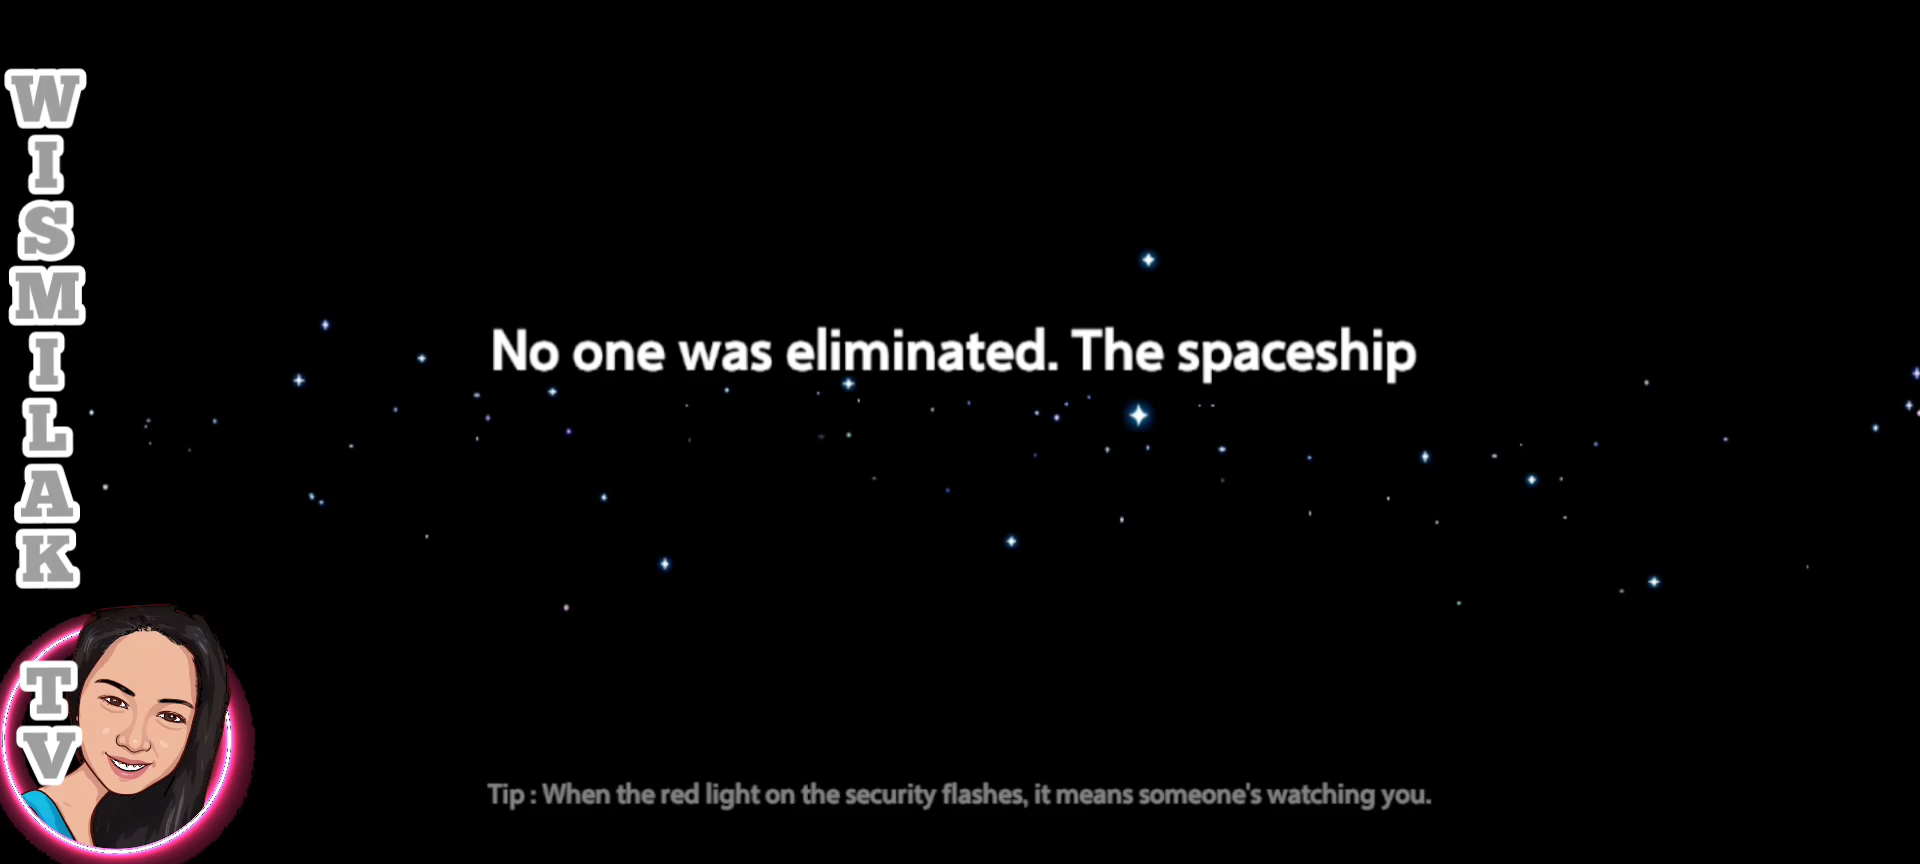 WISMILAK TV
No one was eliminated. The spaceship
Tip : When the red light on the security flashes, it means someone's watching you.